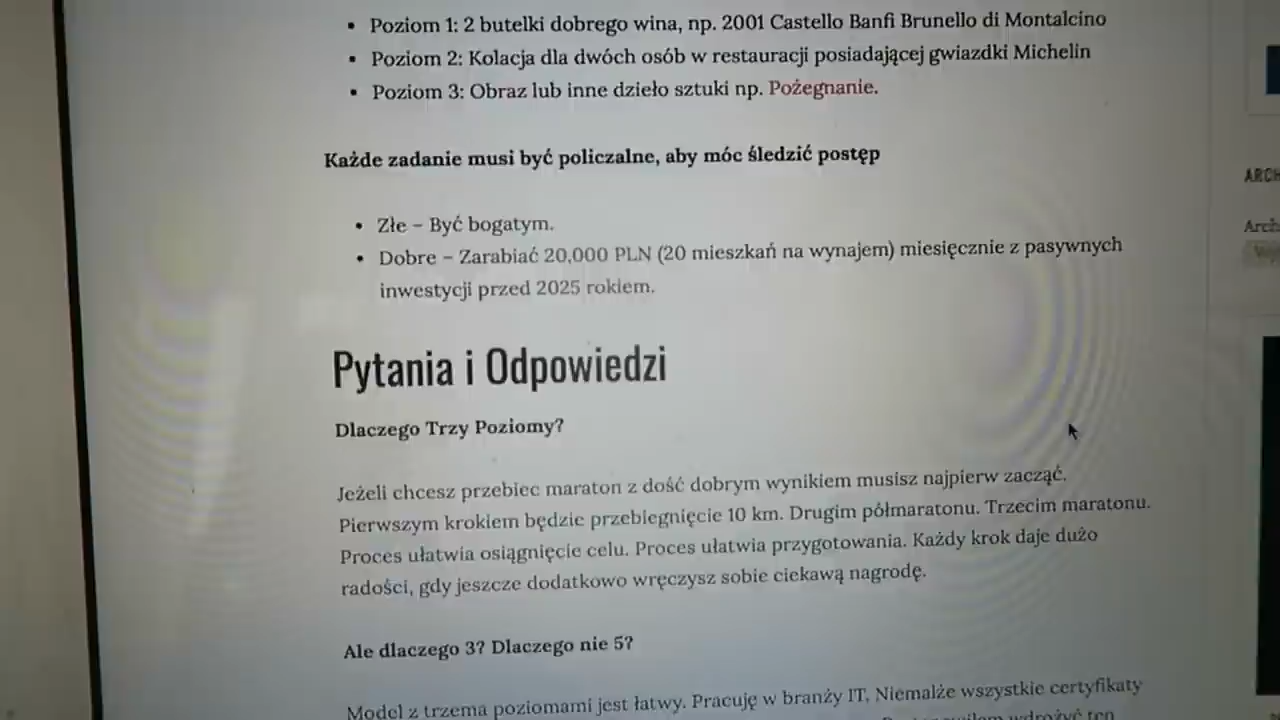 Poziom 1: 2 butelki dobrego wina, np. 2001 Castello Banfi Brunello di Montalcino
Poziom 2: Kolacja dla dwóch osób w restauracji posiadającej gwiazdki Michelin
Poziom 3: Obraz lub inne dzieło sztuki np. Pożegnanie.
Każde zadanie musi być policzalne, aby móc śledzić postęp
Złe – Być bogatym.
Dobre – Zarabiać 20,000 PLN (20 mieszkań na wynajem) miesięcznie z pasywnych
inwestycji przed 2025 rokiem.
Pytania i Odpowiedzi
Dlaczego Trzy Poziomy?
Jeżeli chcesz przebiec maraton z dość dobrym wynikiem musisz najpierw zacząć.
Pierwszym krokiem będzie przebiegnięcie 10 km. Drugim półmaratonu. Trzecim maratonu.
Proces ułatwia osiągnięcie celu. Proces ułatwia przygotowania. Każdy krok daje dużo
radości, gdy jeszcze dodatkowo wręczysz sobie ciekawą nagrodę.
Ale dlaczego 3? Dlaczego nie 5?
Model z trzema poziomami jest łatwy. Pracuję w branży IT. Niemalże wszystkie certyfikaty
wdrożyć ten
ARCH
Arch